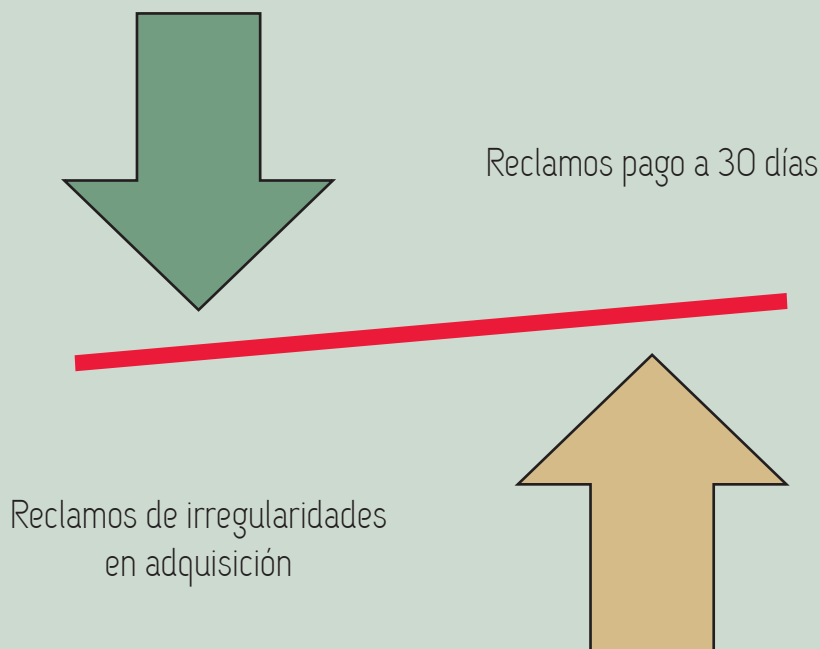 Reclamos pago a 30 días
Reclamos de irregularidades
en adquisición